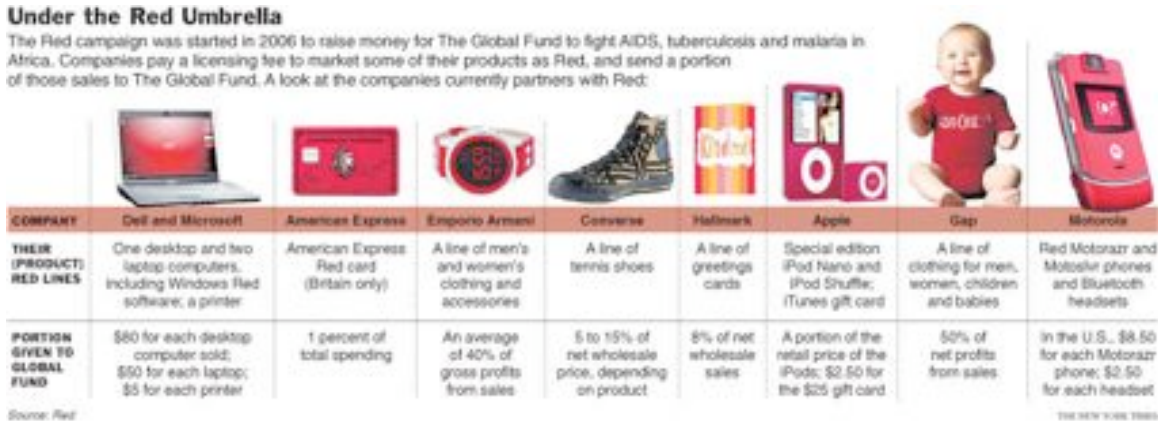 Under the Red Umbrella
The Red campaign was started in 2006 to raise money for The Global Fund to fight AIDS, tuberculosis and malaria in
Africa. Companies pay a licensing fee to market some of their products as Red, and send a portion
of those sales to The Global Fund. A look at the companies currently partners with Red:
COMPANY
Dell and Microsoft
American Express
Emporio Armani
Converse
Hallmark
Apple
Gap
Motorola
THEIR
(PRODUCT)
RED LINES
One desktop and two
laptop computers,
including Windows Red
software; a printer
American Express
Red card
(Britain only)
A line of men's
and women's
clothing and
accessories
A line of
tennis shoes
A line of
greeting
cards
Special edition
iPod Nano and
iPod Shuffle;
iTunes gift card
A line of
clothing for men,
women, children
and babies
Red Motorazr and
Motoslvr phones
and Bluetooth
headsets
PORTION
GIVEN TO
GLOBAL
FUND
$80 for each desktop
computer sold;
$50 for each laptop;
$5 for each printer
1 percent of
total spending
An average
of 40% of
gross profits
from sales
5 to 15% of
net wholesale
price, depending
on product
8% of net
wholesale
sales
A portion of the
retail price of the
iPods; $2.50 for
the $25 gift card
50% of
net profits
from sales
In the U.S., $8.50
for each Motorazr
phone; $2.50
for each headset
Source: Red
THE NEW YORK TIMES